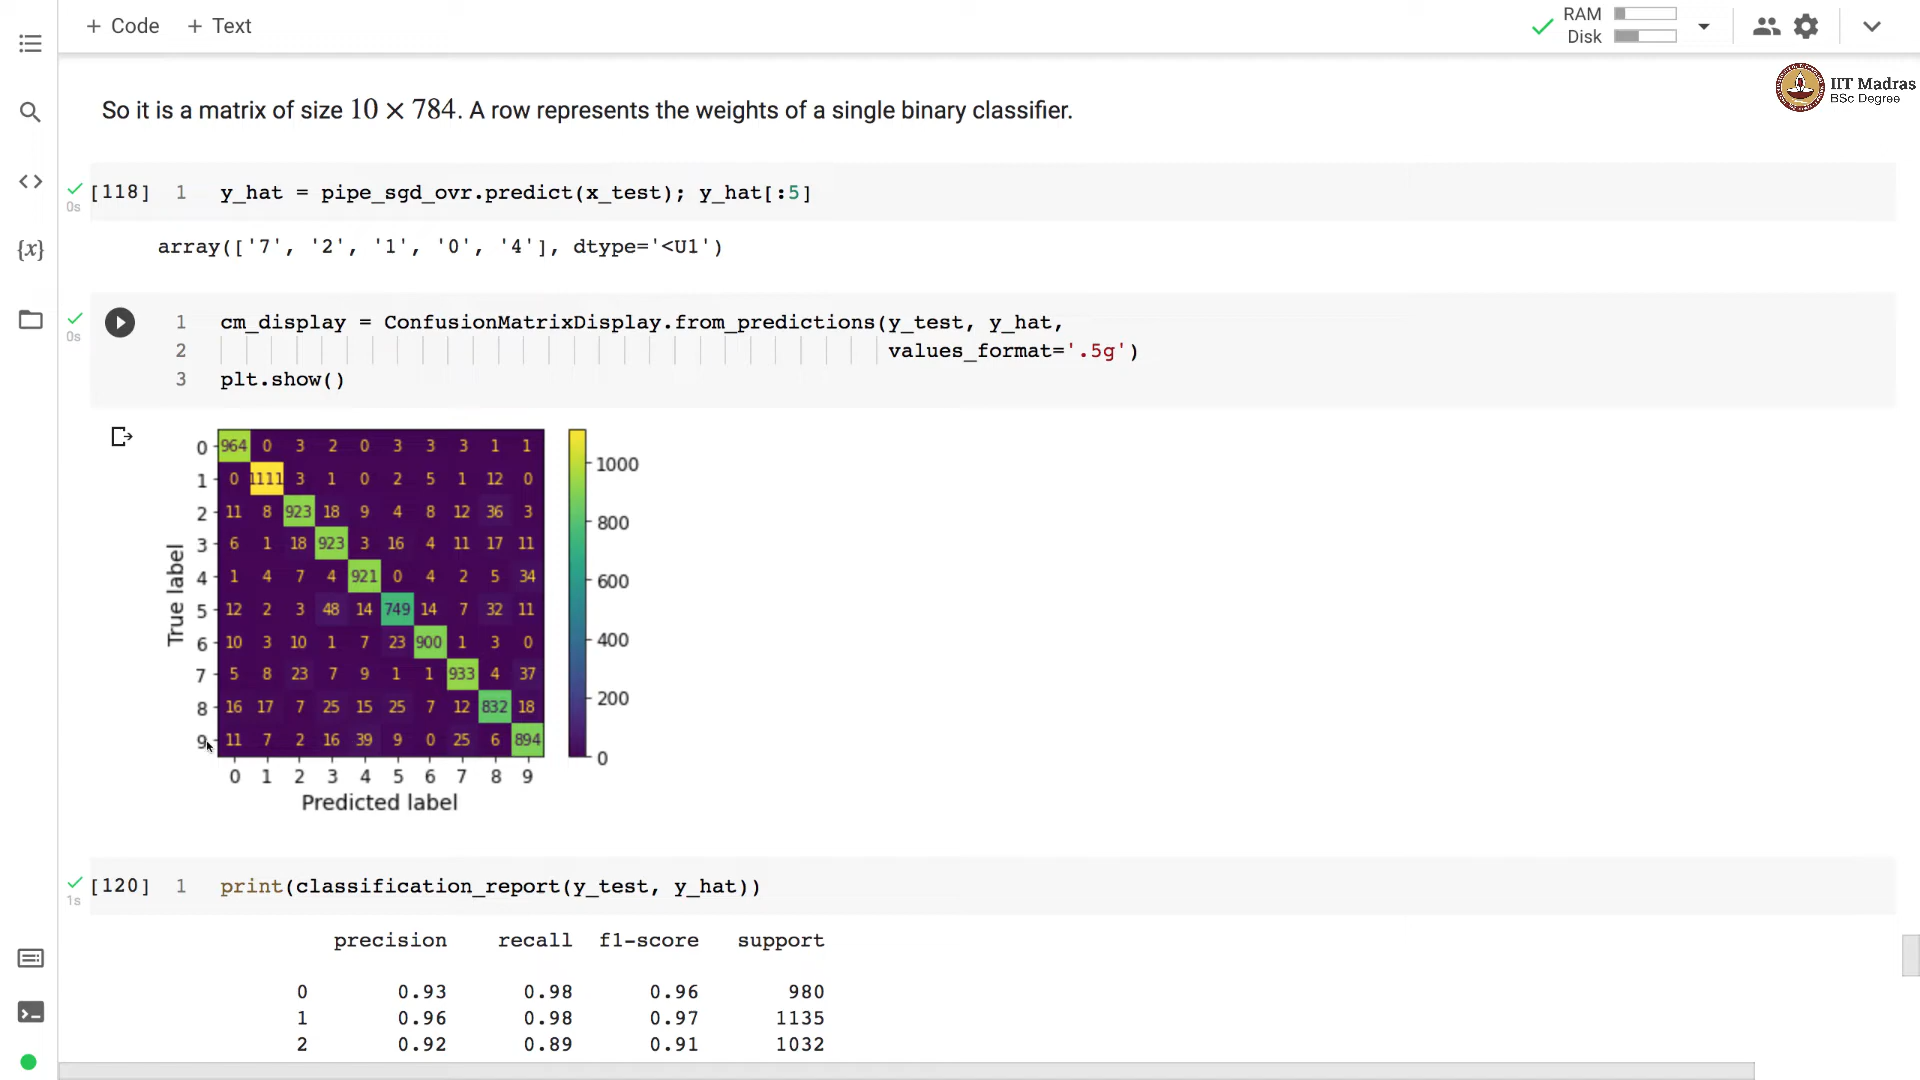 + Code + Text
RAM
Disk
IIT Madras
BSc Degree
So it is a matrix of size 10 × 784. A row represents the weights of a single binary classifier.
[118] 1 y_hat = pipe_sgd_ovr.predict(x_test); y_hat[:5]
0s
array(['7', '2', '1', '0', '4'], dtype='<U1')
1 cm_display = ConfusionMatrixDisplay.from_predictions(y_test, y_hat,
0s
2 values_format='.5g')
3 plt.show()
0 964 0 3 2 0 3 3 3 1 1
1 0 1111 3 1 0 2 5 1 12 0
2 11 8 923 18 9 4 8 12 36 3
3 6 1 18 923 3 16 4 11 17 11
4 1 4 7 4 921 0 4 2 5 34
5 12 2 3 48 14 749 14 7 32 11
6 10 3 10 1 7 23 900 1 3 0
7 5 8 23 7 9 1 1 933 4 37
8 16 17 7 25 15 25 7 12 832 18
9 11 7 2 16 39 9 0 25 6 894
0 1 2 3 4 5 6 7 8 9
True label
Predicted label
1000
800
600
400
200
0
[120] 1 print(classification_report(y_test, y_hat))
1s
precision recall f1-score support
0 0.93 0.98 0.96 980
1 0.96 0.98 0.97 1135
2 0.92 0.89 0.91 1032
{x}